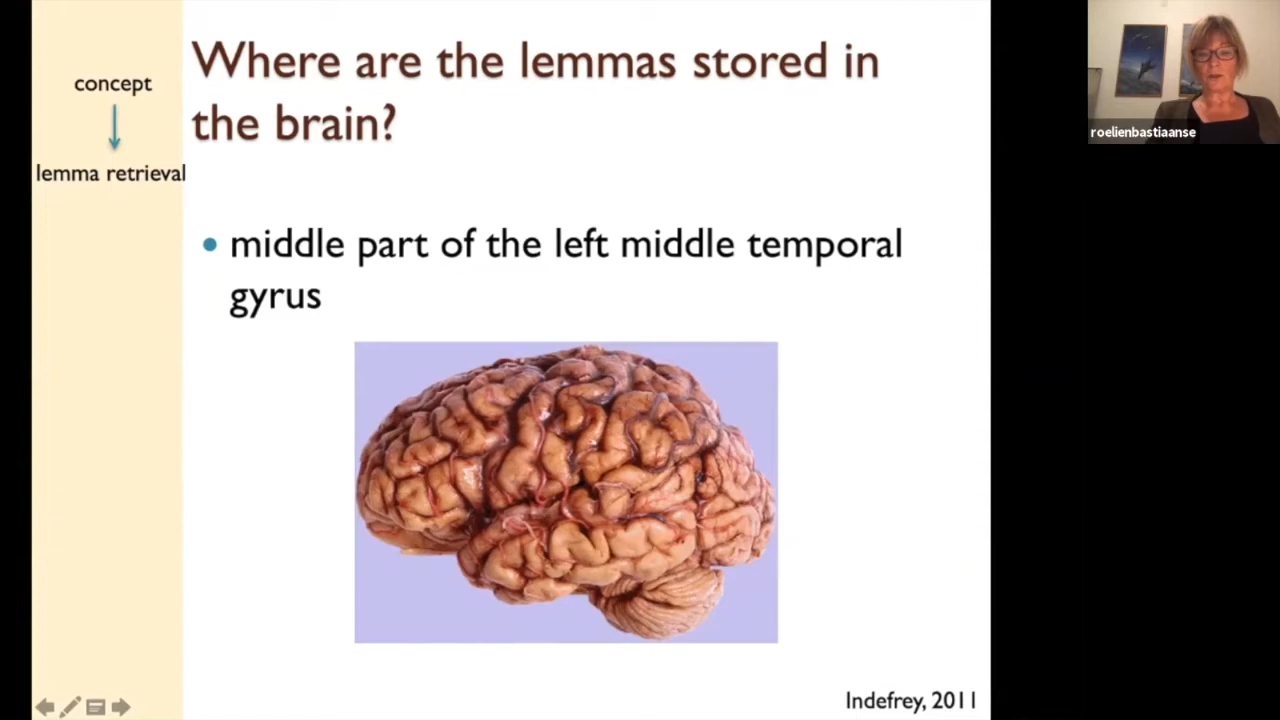 concept
lemma retrieval
Where are the lemmas stored in
the brain?
• middle part of the left middle temporal
gyrus
Indefrey, 2011
roelienbastiaanse